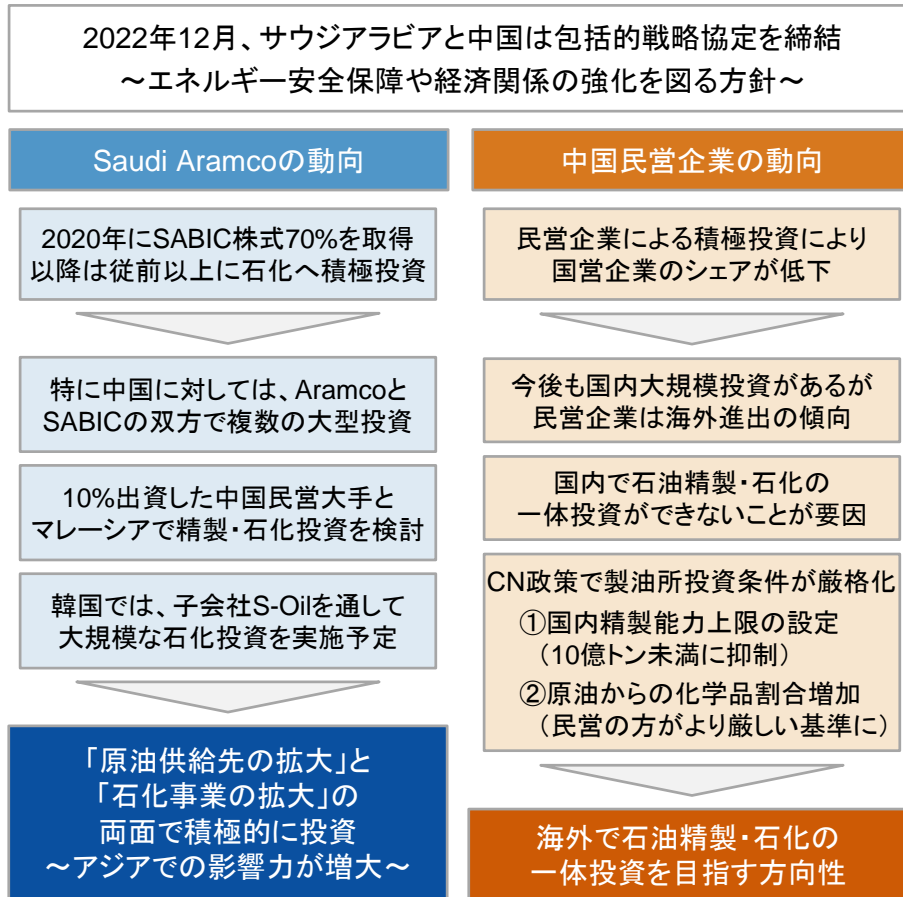 2022年12月、サウジアラビアと中国は包括的戦略協定を締結
～エネルギー安全保障や経済関係の強化を図る方針～
Saudi Aramcoの動向
2020年にSABIC株式70%を取得
以降は従前以上に石化へ積極投資
特に中国に対しては、Aramcoと
SABICの双方で複数の大型投資
10%出資した中国民営大手と
マレーシアで精製・石化投資を検討
韓国では、子会社S-Oilを通して
大規模な石化投資を実施予定
「原油供給先の拡大」と
「石化事業の拡大」の
両面で積極的に投資
～アジアでの影響力が増大～
中国民営企業の動向
民営企業による積極投資により
国営企業のシェアが低下
今後も国内大規模投資があるが
民営企業は海外進出の傾向
国内で石油精製・石化の
一体投資ができないことが要因
CN政策で製油所投資条件が厳格化
①国内精製能力上限の設定
（10億トン未満に抑制）
②原油からの化学品割合増加
（民営の方がより厳しい基準に）
海外で石油精製・石化の
一体投資を目指す方向性